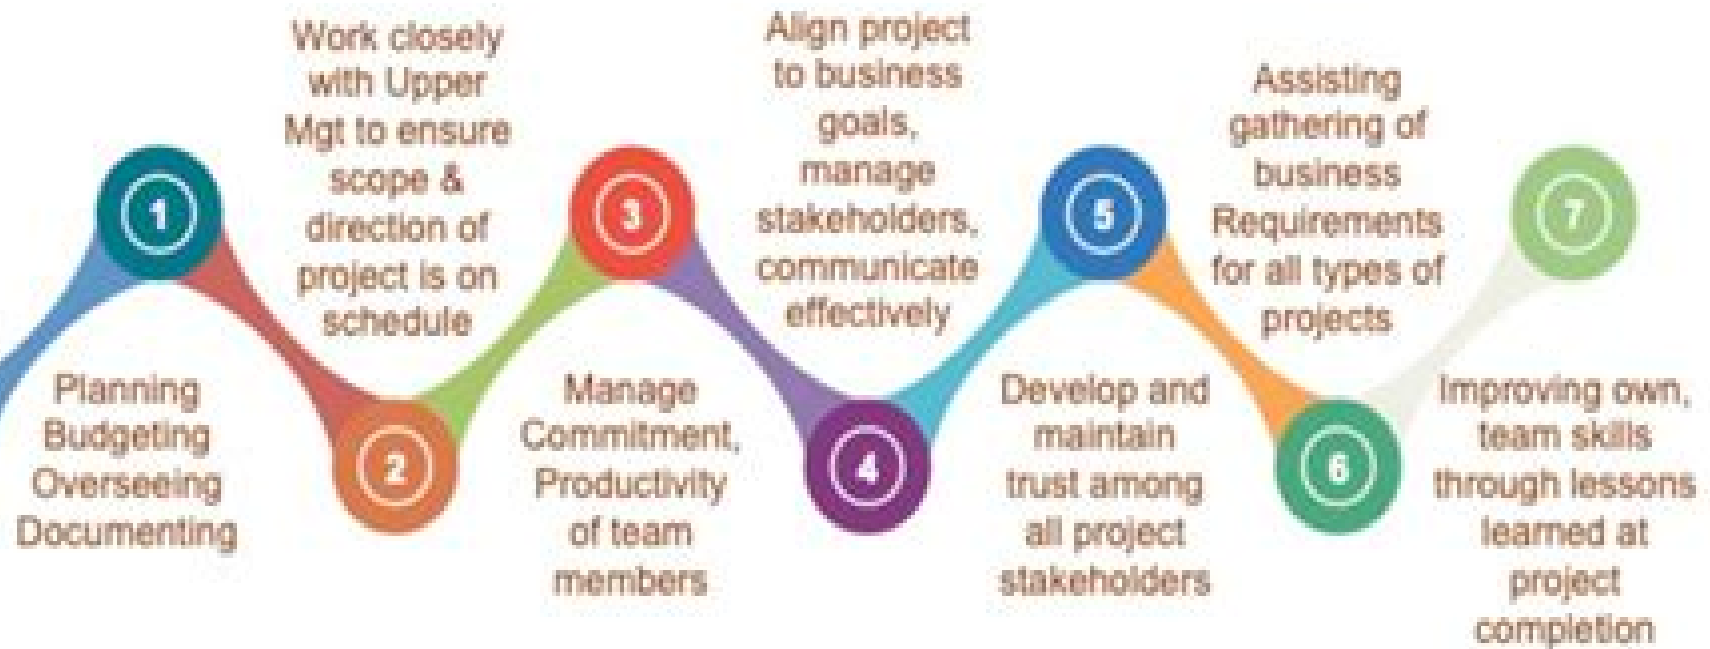 1
Planning
Budgeting
Overseeing
Documenting
Work closely
with Upper
Mgt to ensure
scope &
direction of
project is on
schedule
2
3
Manage
Commitment,
Productivity
of team
members
Align project
to business
goals,
manage
stakeholders,
communicate
effectively
4
5
Develop and
maintain
trust among
all project
stakeholders
Assisting
gathering of
business
Requirements
for all types of
projects
6
7
Improving own,
team skills
through lessons
learned at
project
completion